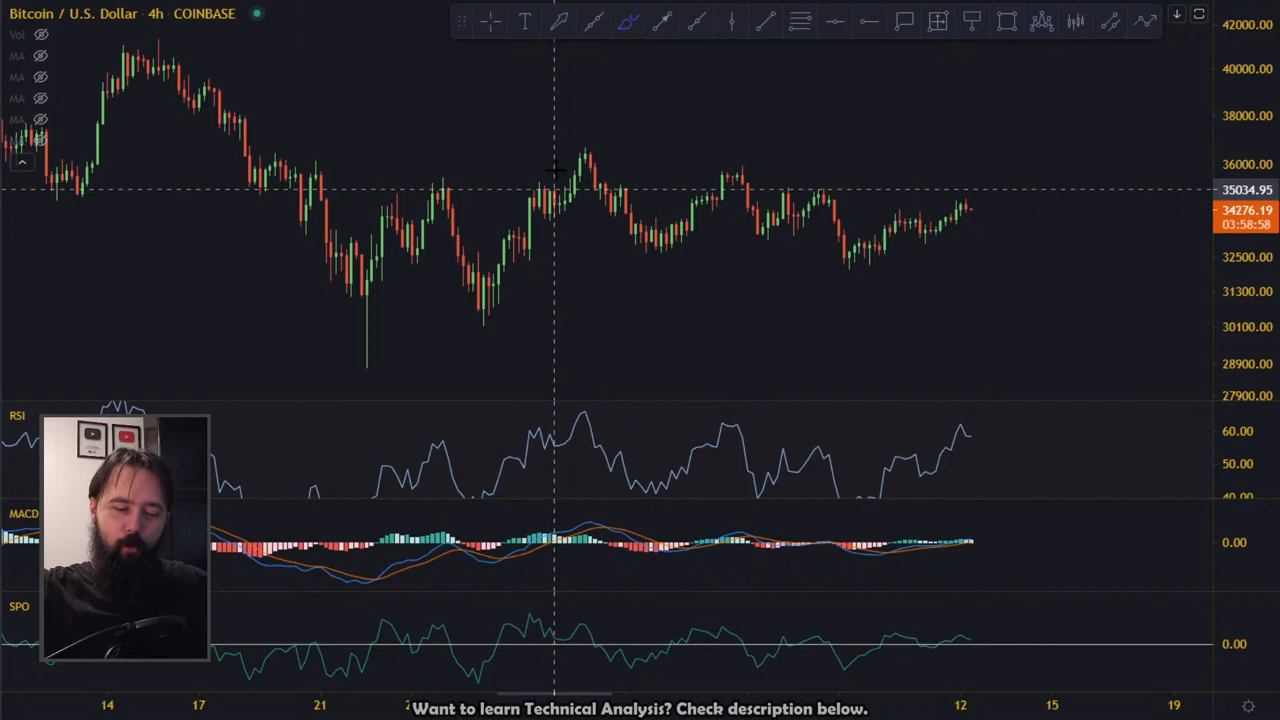 Bitcoin / U.S. Dollar · 4h · COINBASE
Vol
MA
MA
MA
MA
42000.00
40000.00
38000.00
36000.00
35034.95
34276.19
03:58:58
32500.00
31300.00
30100.00
28900.00
27900.00
RSI
60.00
50.00
40.00
MACD
0.00
SPO
0.00
14
17
21
12
15
19
Want to learn Technical Analysis? Check description below.